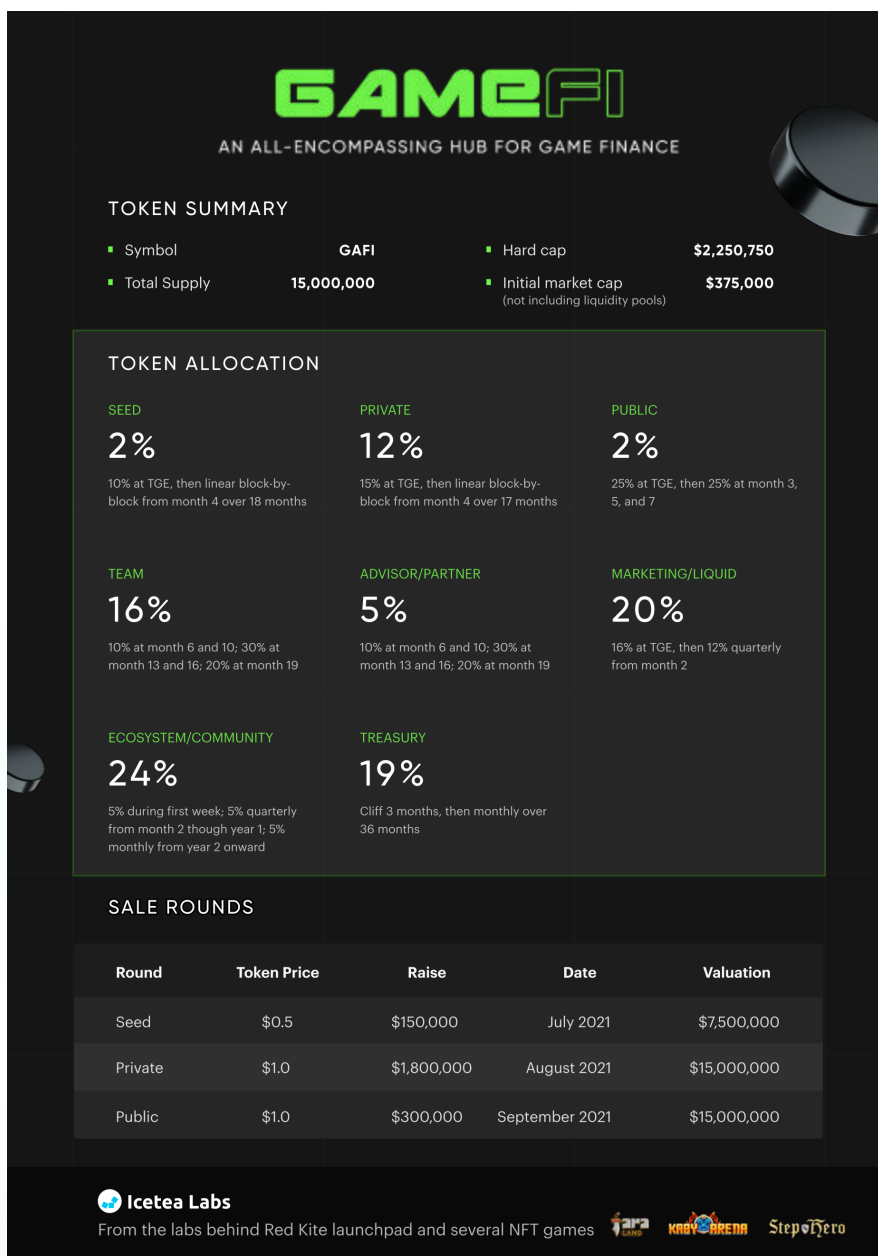 GAMEFI
AN ALL-ENCOMPASSING HUB FOR GAME FINANCE
TOKEN SUMMARY
Symbol GAFI
Total Supply 15,000,000
Hard cap $2,250,750
Initial market cap $375,000
(not including liquidity pools)
TOKEN ALLOCATION
SEED
2%
10% at TGE, then linear block-by-
block from month 4 over 18 months
PRIVATE
12%
15% at TGE, then linear block-by-
block from month 4 over 17 months
PUBLIC
2%
25% at TGE, then 25% at month 3,
5, and 7
TEAM
16%
10% at month 6 and 10; 30% at
month 13 and 16; 20% at month 19
ADVISOR/PARTNER
5%
10% at month 6 and 10; 30% at
month 13 and 16; 20% at month 19
MARKETING/LIQUID
20%
16% at TGE, then 12% quarterly
from month 2
ECOSYSTEM/COMMUNITY
24%
5% during first week; 5% quarterly
from month 2 though year 1; 5%
monthly from year 2 onward
TREASURY
19%
Cliff 3 months, then monthly over
36 months
SALE ROUNDS
Round Token Price Raise Date Valuation
Seed $0.5 $150,000 July 2021 $7,500,000
Private $1.0 $1,800,000 August 2021 $15,000,000
Public $1.0 $300,000 September 2021 $15,000,000
Icetea Labs
From the labs behind Red Kite launchpad and several NFT games
Fara
LAND
KABY ARENA
StepHero